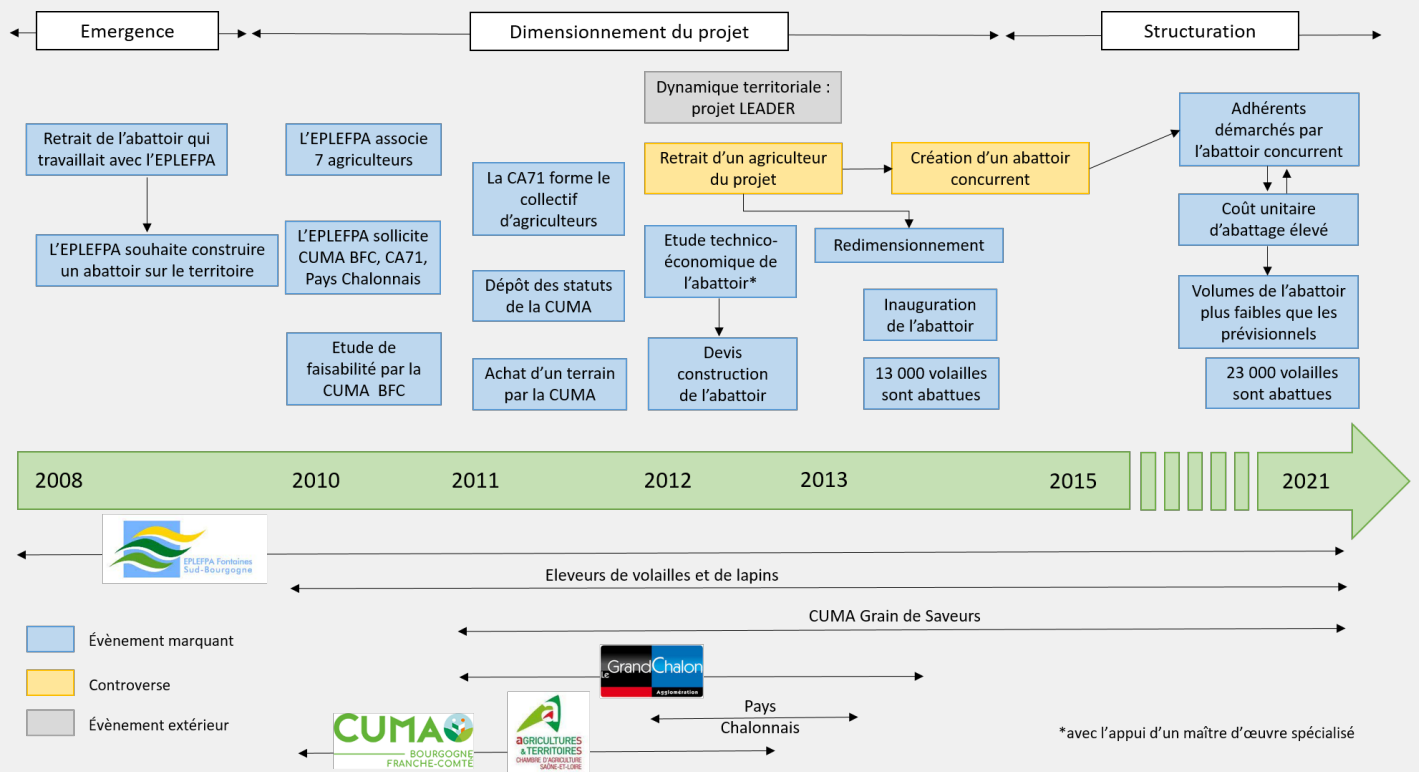 Emergence
Dimensionnement du projet
Structuration
Retrait de l'abattoir qui
travaillait avec l'EPLEFPA
L'EPLEFPA souhaite construire
un abattoir sur le territoire
L'EPLEFPA associe
7 agriculteurs
L'EPLEFPA sollicite
CUMA BFC, CA71,
Pays Chalonnais
Etude de
faisabilité par la
CUMA BFC
La CA71 forme le
collectif
d'agriculteurs
Dépôt des statuts
de la CUMA
Achat d'un terrain
par la CUMA
Dynamique territoriale :
projet LEADER
Retrait d'un agriculteur
du projet
Création d'un abattoir
concurrent
Etude technico-
économique de
l'abattoir*
Redimensionnement
Devis
construction
de l'abattoir
Inauguration
de l'abattoir
13 000 volailles
sont abattues
Adhérents
démarchés par
l'abattoir concurrent
Coût unitaire
d'abattage élevé
Volumes de l'abattoir
plus faibles que les
prévisionnels
23 000 volailles
sont abattues
2008
2010
2011
2012
2013
2015
2021
EPLEFPA Fontaines
Sud-Bourgogne
Eleveurs de volailles et de lapins
CUMA Grain de Saveurs
Le GrandChalon
Agglomération
Pays
Chalonnais
CUMA
BOURGOGNE
FRANCHE-COMTÉ
AGRICULTURES
& TERRITOIRES
CHAMBRE D'AGRICULTURE
SAÔNE-ET-LOIRE
Évènement marquant
Controverse
Évènement extérieur
*avec l'appui d'un maître d'œuvre spécialisé